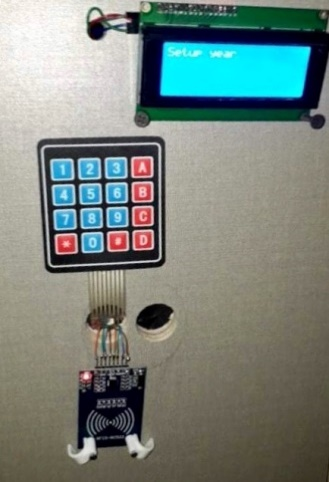 Setup year
1 2 3 A
4 5 6 B
7 8 9 C
* 0 # D